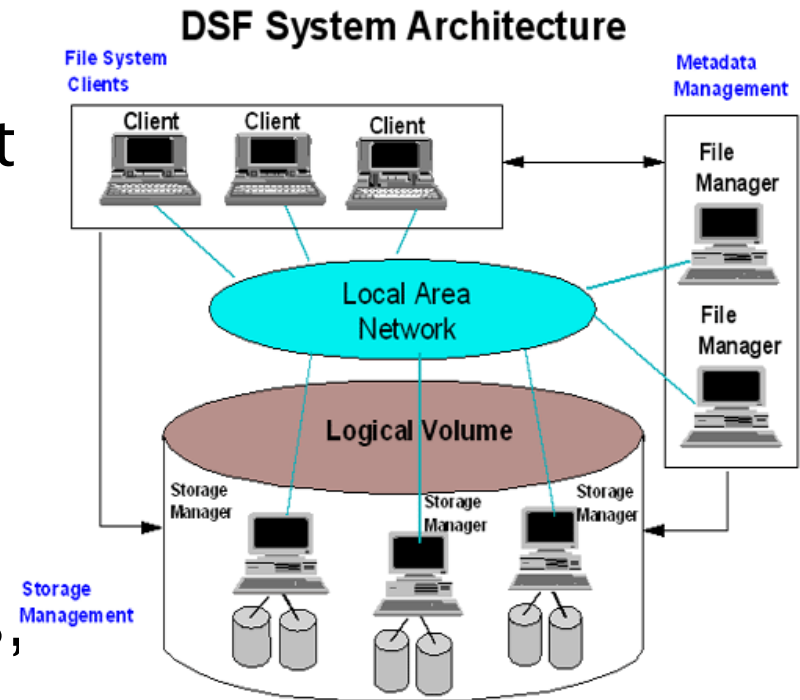 DSF System Architecture
File System
Clients
Metadata
Management
Client
Client
Client
File
Manager
Local Area
Network
File
Manager
Logical Volume
Storage
Manager
Storage
Manager
Storage
Manager
Storage
Management
t
,